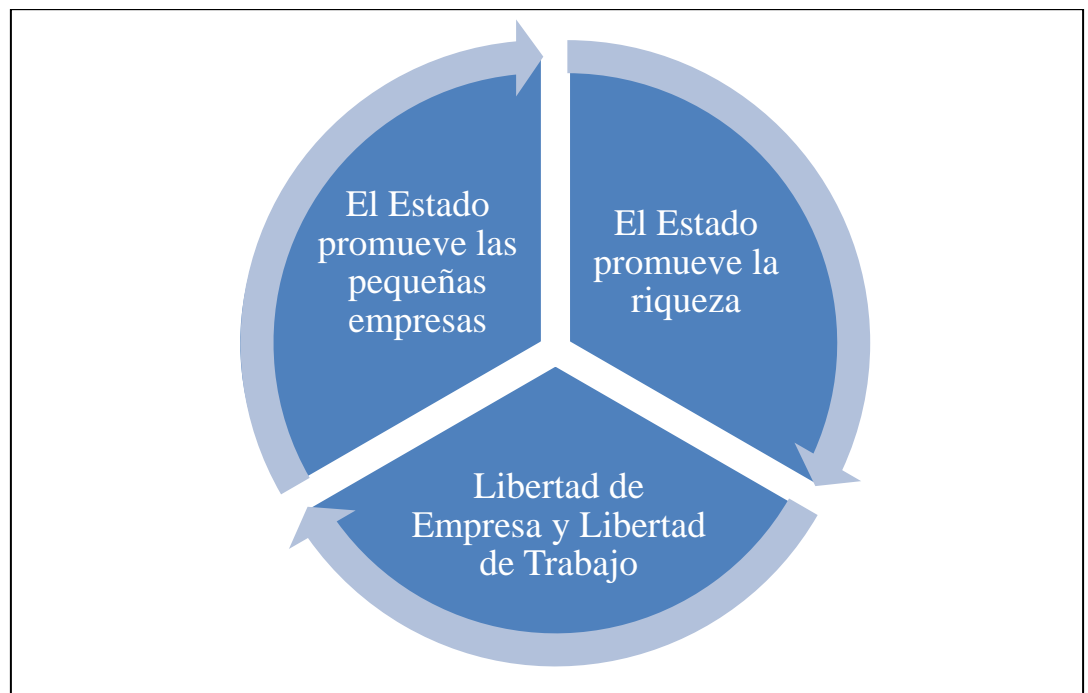 El Estado
promueve las
pequeñas
empresas
El Estado
promueve la
riqueza
Libertad de
Empresa y Libertad
de Trabajo